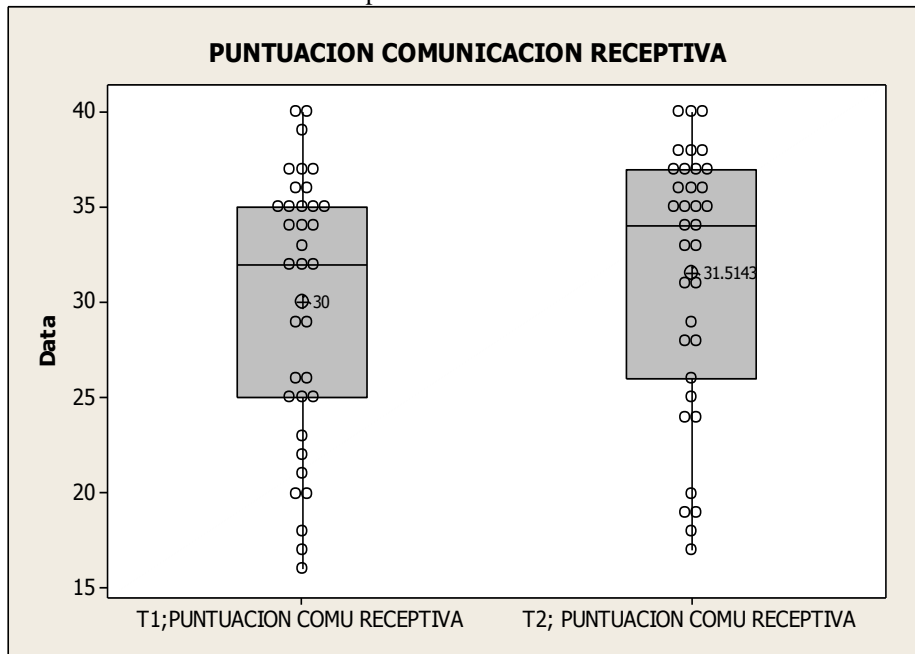 PUNTUACION COMUNICACION RECEPTIVA
Data
40
35
30
25
20
15
30
31.5143
T1;PUNTUACION COMU RECEPTIVA
T2; PUNTUACION COMU RECEPTIVA